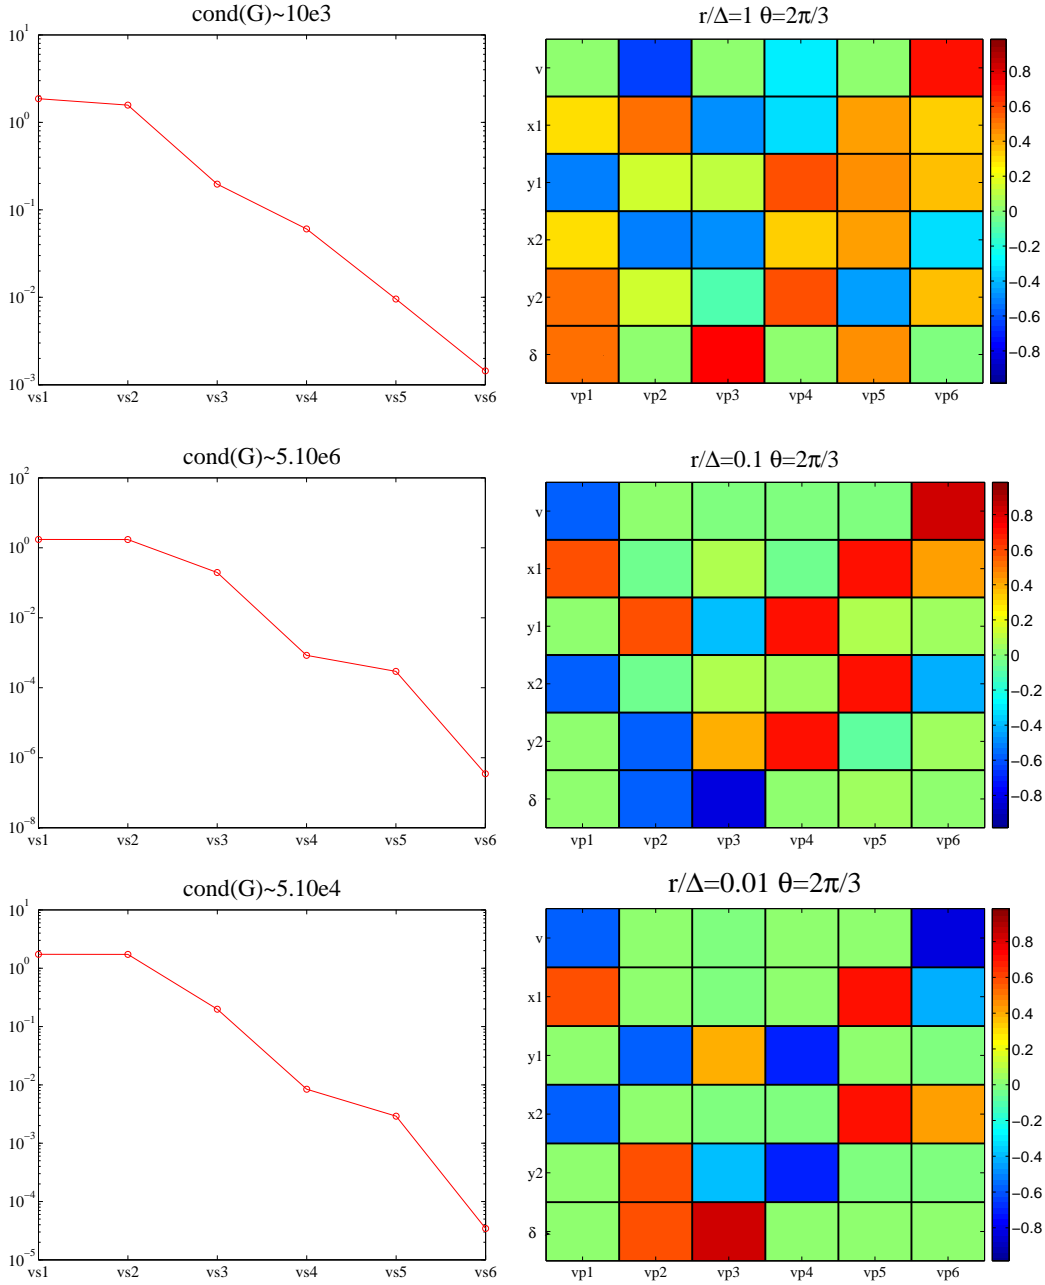 cond(G)~10e3
10^1
10^0
10^−1
10^−2
10^−3
vs1 vs2 vs3 vs4 vs5 vs6
r/Δ=1 θ=2π/3
v
x1
y1
x2
y2
δ
vp1 vp2 vp3 vp4 vp5 vp6
0.8
0.6
0.4
0.2
0
−0.2
−0.4
−0.6
−0.8
cond(G)~5.10e6
10^2
10^0
10^−2
10^−4
10^−6
10^−8
vs1 vs2 vs3 vs4 vs5 vs6
r/Δ=0.1 θ=2π/3
v
x1
y1
x2
y2
δ
vp1 vp2 vp3 vp4 vp5 vp6
0.8
0.6
0.4
0.2
0
−0.2
−0.4
−0.6
−0.8
cond(G)~5.10e4
10^1
10^0
10^−1
10^−2
10^−3
10^−4
10^−5
vs1 vs2 vs3 vs4 vs5 vs6
r/Δ=0.01 θ=2π/3
v
x1
y1
x2
y2
δ
vp1 vp2 vp3 vp4 vp5 vp6
0.8
0.6
0.4
0.2
0
−0.2
−0.4
−0.6
−0.8